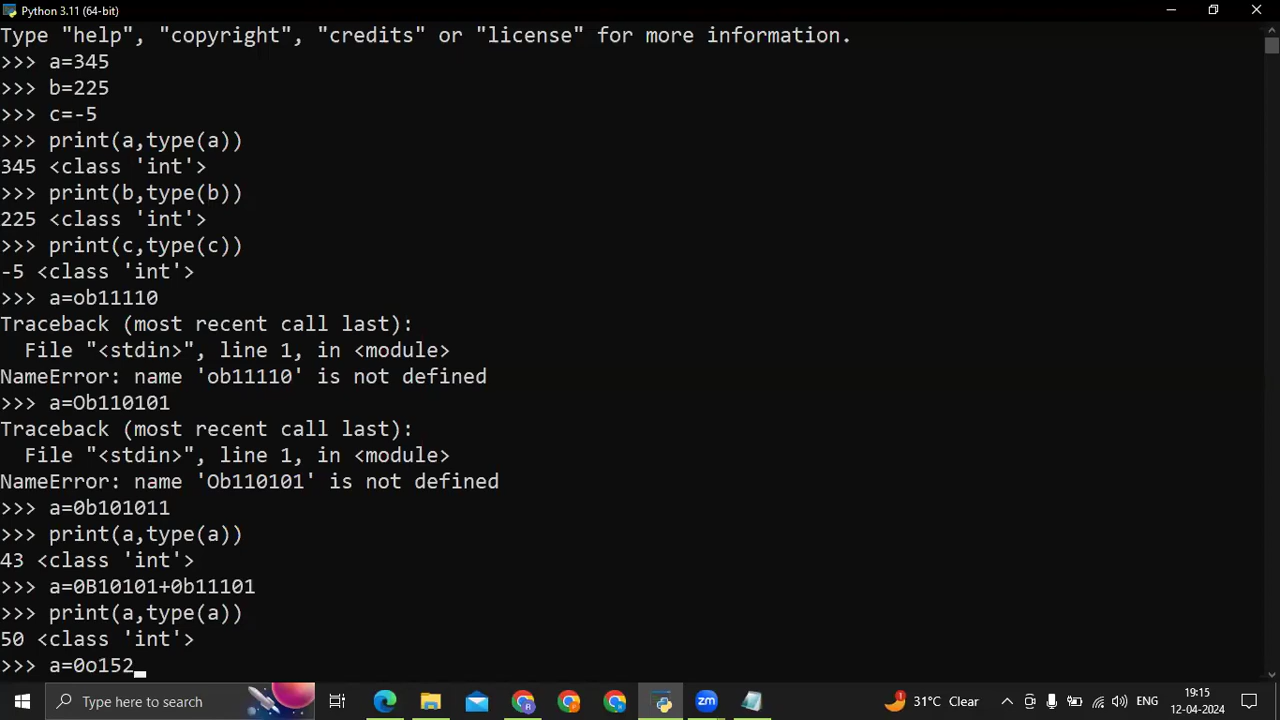 Python 3.11 (64-bit)
Type "help", "copyright", "credits" or "license" for more information.
>>> a=345
>>> b=225
>>> c=-5
>>> print(a,type(a))
345 <class 'int'>
>>> print(b,type(b))
225 <class 'int'>
>>> print(c,type(c))
-5 <class 'int'>
>>> a=ob11110
Traceback (most recent call last):
  File "<stdin>", line 1, in <module>
NameError: name 'ob11110' is not defined
>>> a=Ob110101
Traceback (most recent call last):
  File "<stdin>", line 1, in <module>
NameError: name 'Ob110101' is not defined
>>> a=0b101011
>>> print(a,type(a))
43 <class 'int'>
>>> a=0B10101+0b11101
>>> print(a,type(a))
50 <class 'int'>
>>> a=0o152
Type here to search
31°C Clear
ENG
19:15
12-04-2024